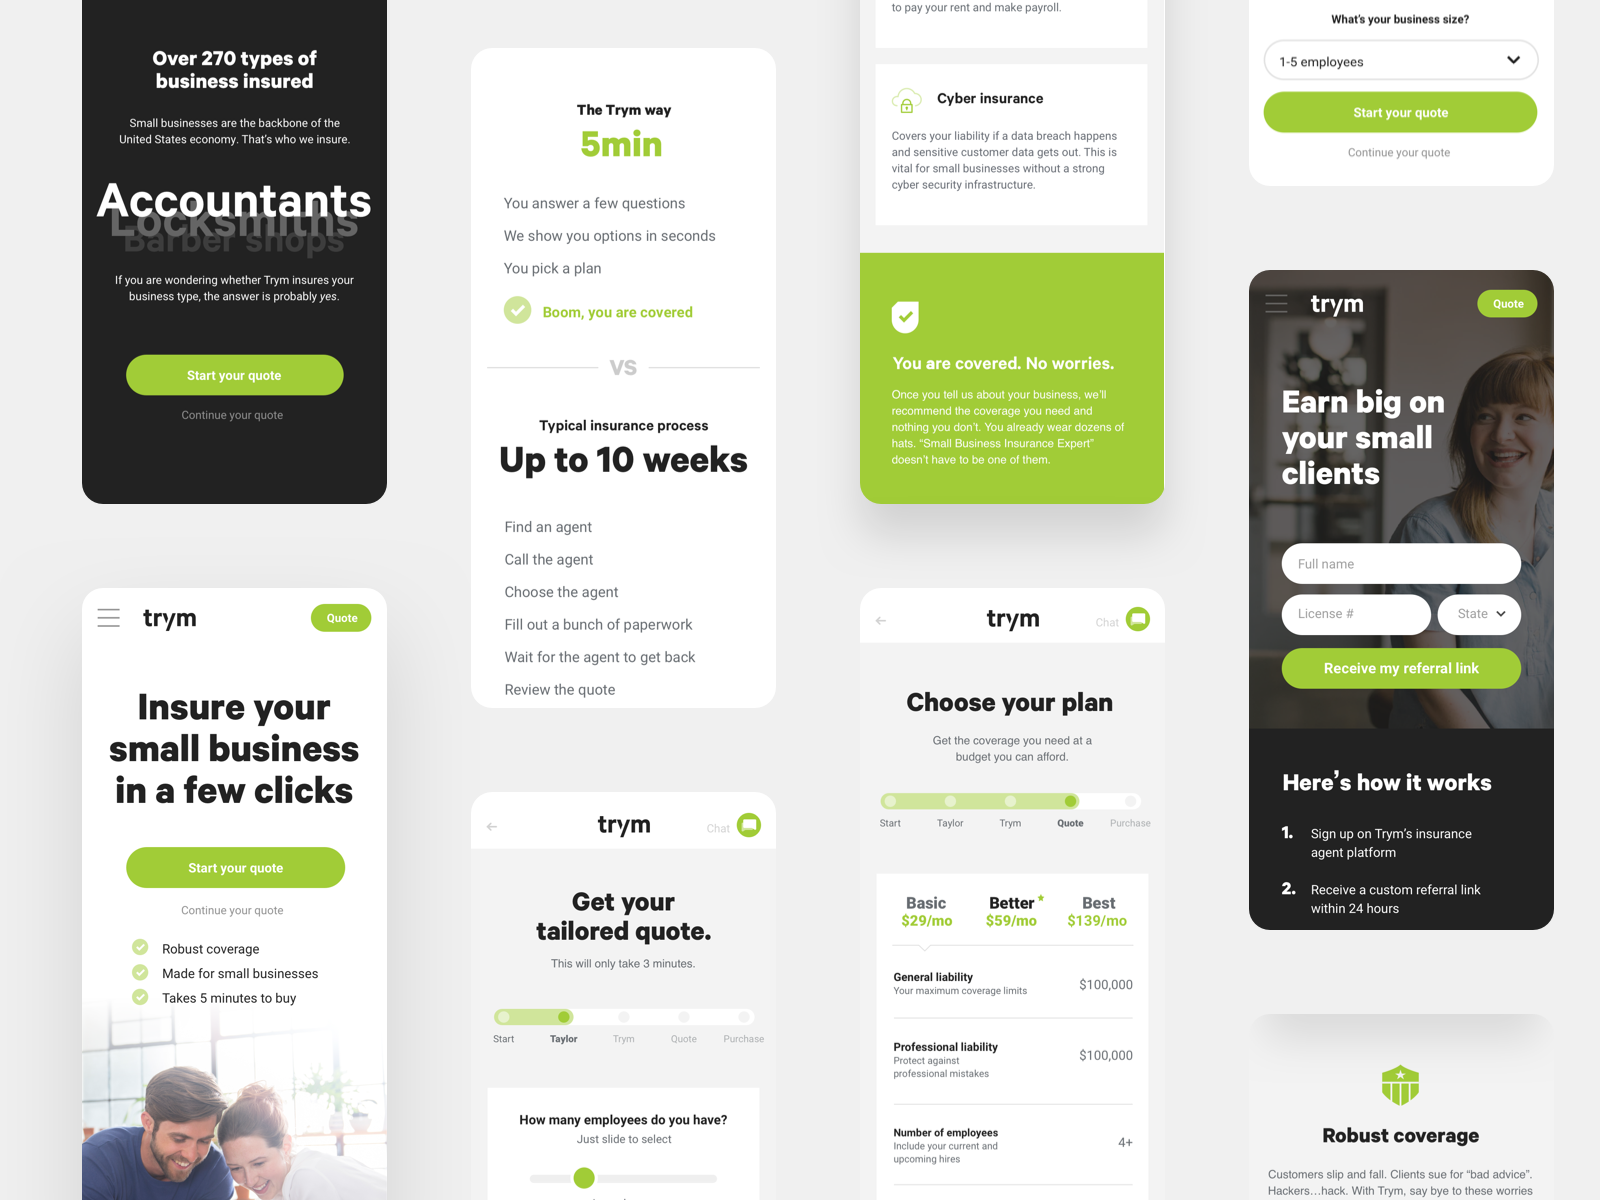 Over 270 types of
business insured
Small businesses are the backbone of the
United States economy. That's who we insure.
Accountants
Locksmiths
Barber shops
If you are wondering whether Trym insures your
business type, the answer is probably yes.
Start your quote
Continue your quote
trym
Quote
Insure your
small business
in a few clicks
Start your quote
Continue your quote
Robust coverage
Made for small businesses
Takes 5 minutes to buy
The Trym way
5min
You answer a few questions
We show you options in seconds
You pick a plan
Boom, you are covered
VS
Typical insurance process
Up to 10 weeks
Find an agent
Call the agent
Choose the agent
Fill out a bunch of paperwork
Wait for the agent to get back
Review the quote
trym
Chat
Get your
tailored quote.
This will only take 3 minutes.
Start Taylor Trym Quote Purchase
How many employees do you have?
Just slide to select
to pay your rent and make payroll.
Cyber insurance
Covers your liability if a data breach happens
and sensitive customer data gets out. This is
vital for small businesses without a strong
cyber security infrastructure.
You are covered. No worries.
Once you tell us about your business, we'll
recommend the coverage you need and
nothing you don't. You already wear dozens of
hats. "Small Business Insurance Expert"
doesn't have to be one of them.
trym
Chat
Choose your plan
Get the coverage you need at a
budget you can afford.
Start Taylor Trym Quote Purchase
Basic Better* Best
$29/mo $59/mo $139/mo
General liability $100,000
Your maximum coverage limits
Professional liability $100,000
Protect against
professional mistakes
Number of employees 4+
Include your current and
upcoming hires
What's your business size?
1-5 employees
Start your quote
Continue your quote
trym
Quote
Earn big on
your small
clients
Full name
License # State
Receive my referral link
Here's how it works
1. Sign up on Trym's insurance
agent platform
2. Receive a custom referral link
within 24 hours
Robust coverage
Customers slip and fall. Clients sue for "bad advice".
Hackers...hack. With Trym, say bye to these worries